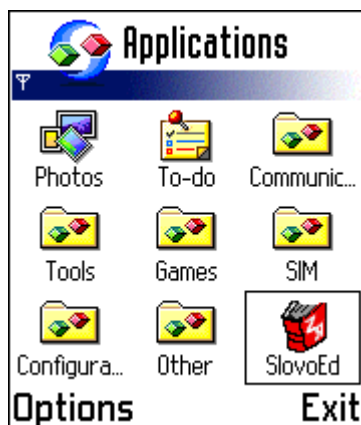 Applications
Photos To-do Communic...
Tools Games SIM
Configura... Other SlovoEd
Options Exit